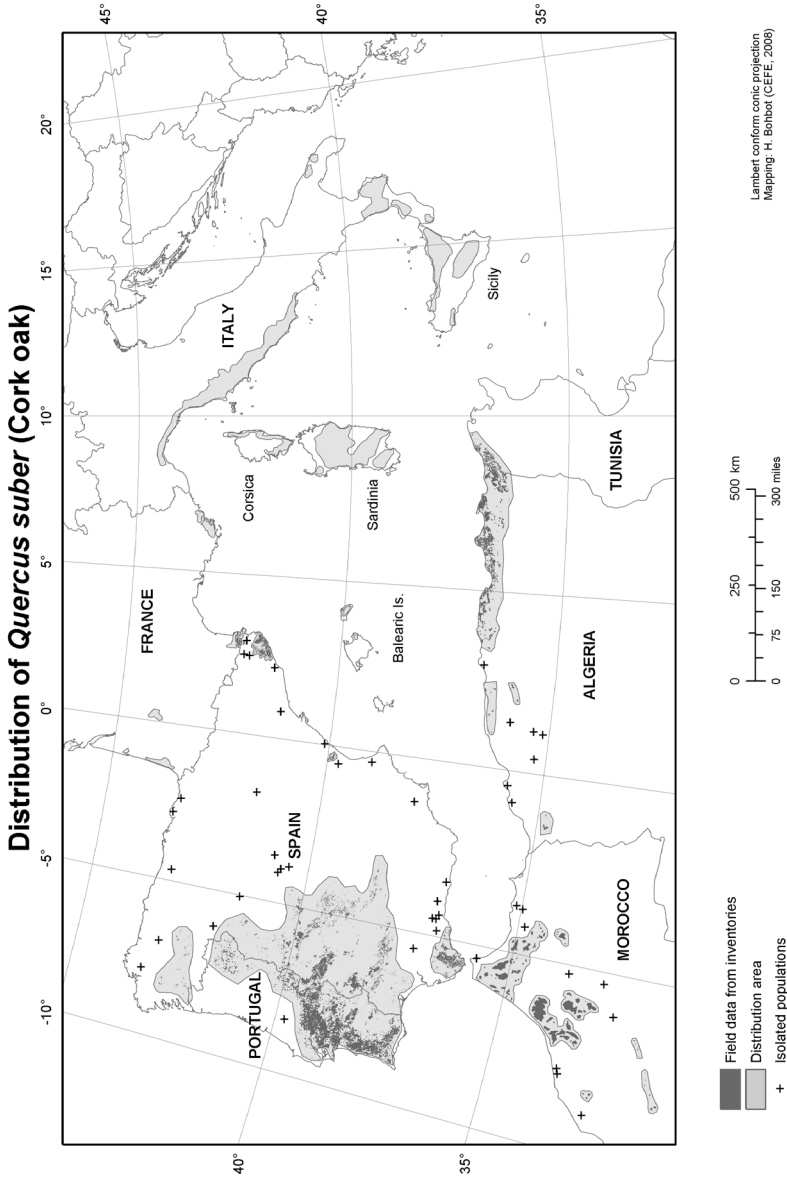 Distribution of Quercus suber (Cork oak)
-10°
-5°
0°
5°
10°
15°
20°
45°
40°
35°
40°
35°
FRANCE
ITALY
Corsica
Sardinia
Sicily
Balearic Is.
SPAIN
PORTUGAL
MOROCCO
ALGERIA
TUNISIA
Field data from inventories
Distribution area
+ Isolated populations
0 250 500 km
0 75 150 300 miles
Lambert conform conic projection
Mapping: H. Bohbot (CEFE, 2008)